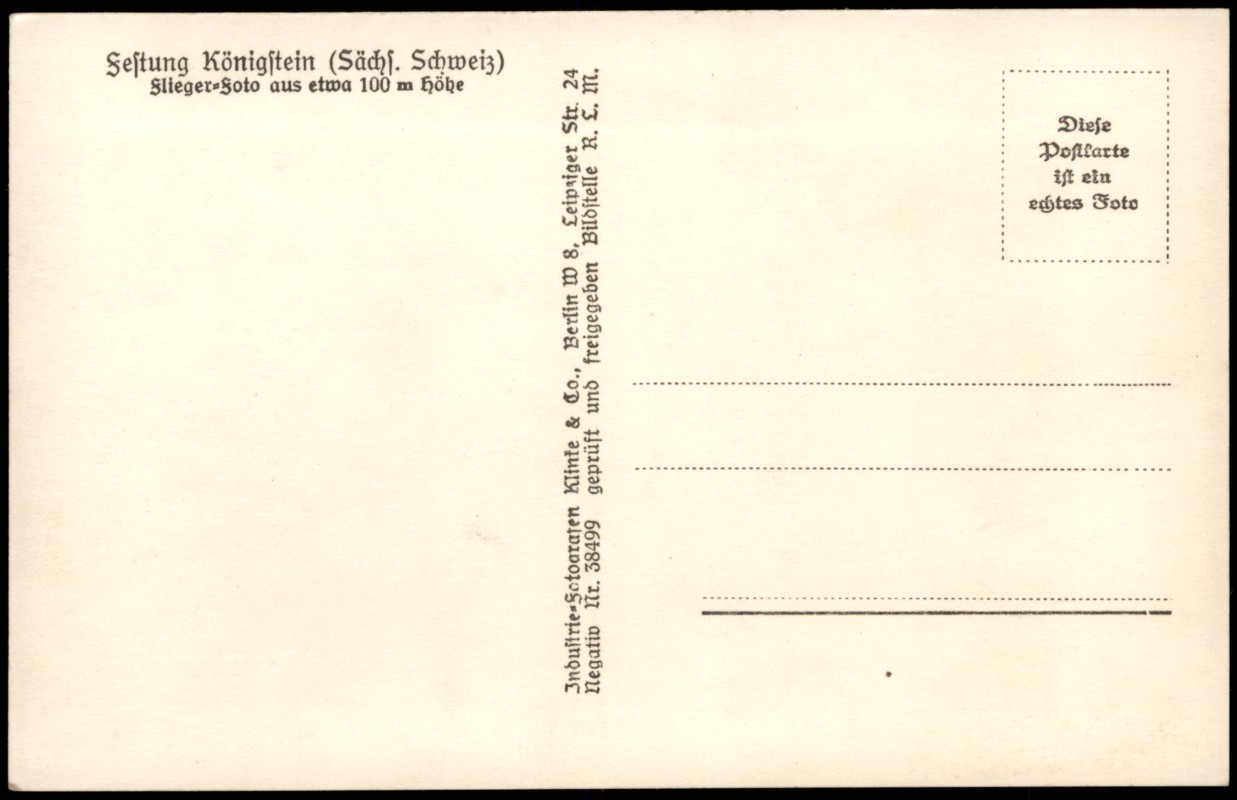 Festung Königstein (Sächs. Schweiz)
Flieger=Foto aus etwa 100 m Höhe
Industrie=Fotografen Klinke & Co., Berlin W 8, Leipziger Str. 24
Negativ Nr. 38499 geprüft und freigegeben Bildstelle R. L. M.
Diese
Postkarte
ist ein
echtes Foto